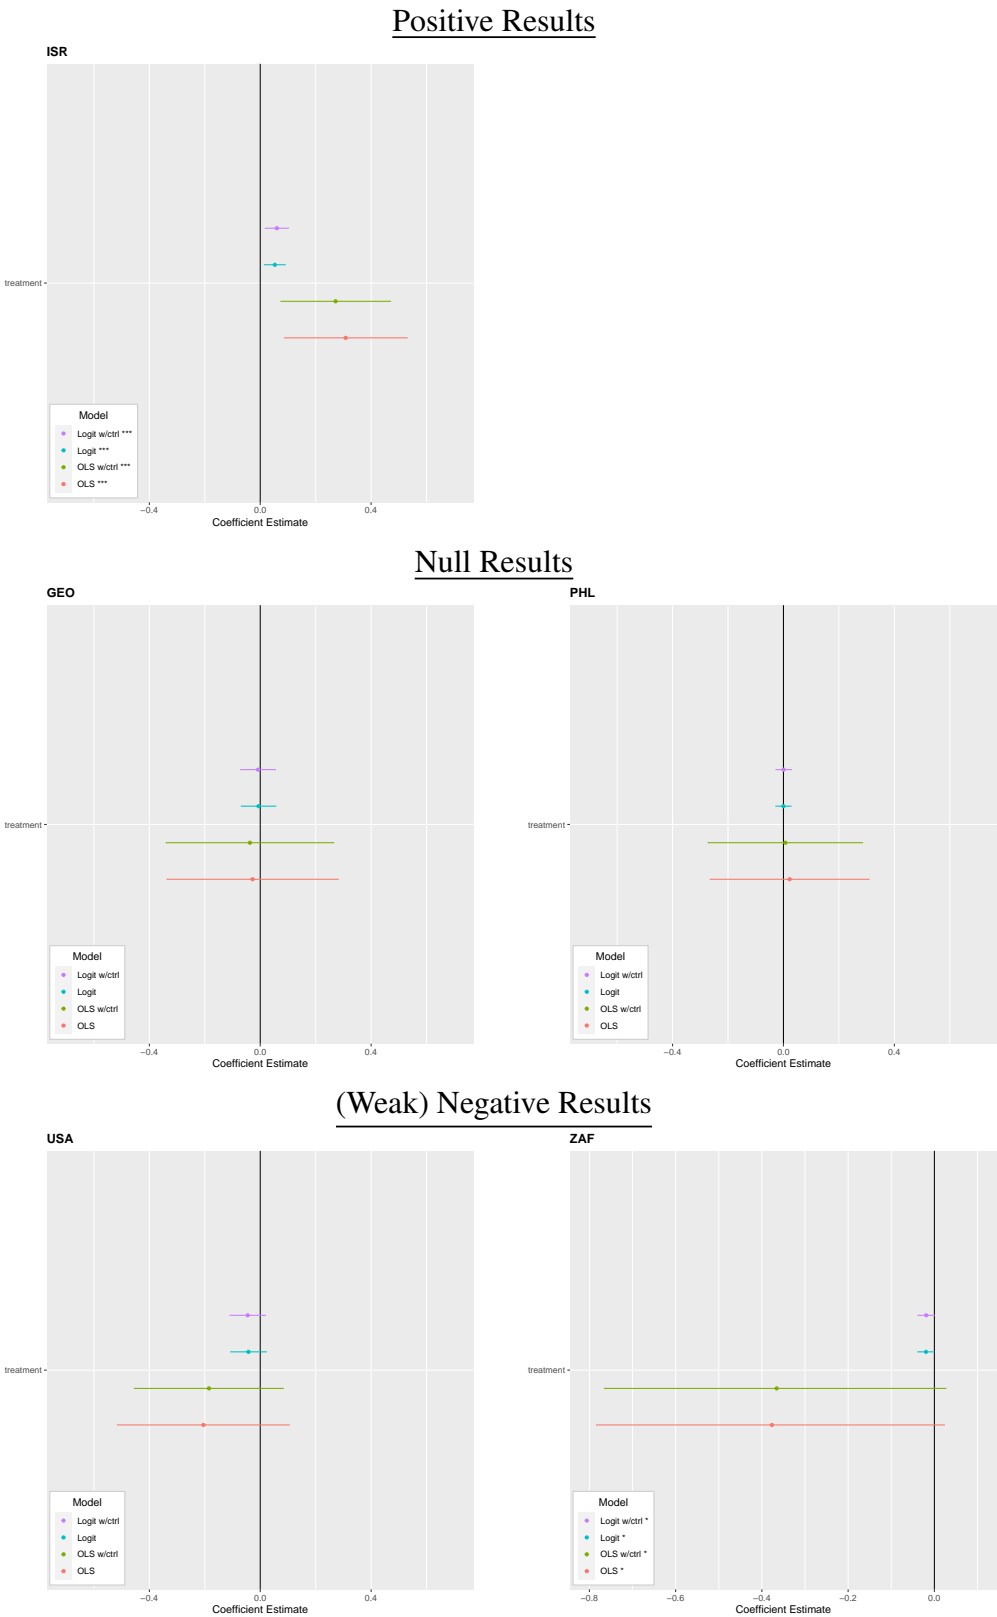 Positive Results
ISR
treatment
Model
Logit w/ctrl ***
Logit ***
OLS w/ctrl ***
OLS ***
−0.4 0.0 0.4
Coefficient Estimate
Null Results
GEO
treatment
Model
Logit w/ctrl
Logit
OLS w/ctrl
OLS
−0.4 0.0 0.4
Coefficient Estimate
PHL
treatment
Model
Logit w/ctrl
Logit
OLS w/ctrl
OLS
−0.4 0.0 0.4
Coefficient Estimate
(Weak) Negative Results
USA
treatment
Model
Logit w/ctrl
Logit
OLS w/ctrl
OLS
−0.4 0.0 0.4
Coefficient Estimate
ZAF
treatment
Model
Logit w/ctrl *
Logit *
OLS w/ctrl *
OLS *
−0.8 −0.6 −0.4 −0.2 0.0
Coefficient Estimate